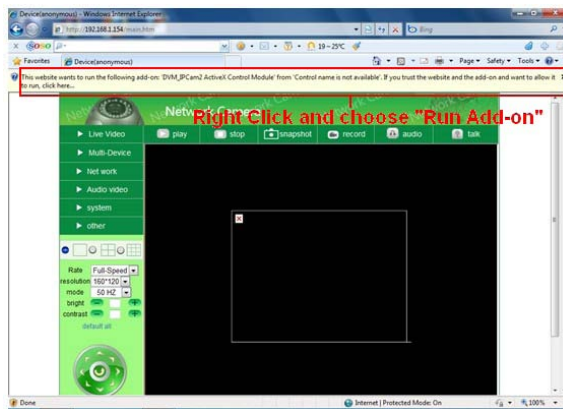 Device(anonymous) - Windows Internet Explorer
http://192.168.1.154/main.htm
Bing
SOSO
19~25℃
Favorites
Device(anonymous)
Page
Safety
Tools
This website wants to run the following add-on: 'DVM_IPCam2 ActiveX Control Module' from 'Control name is not available'. If you trust the website and the add-on and want to allow it
to run, click here...
Network Camera
Right Click and choose "Run Add-on"
Live Video
play
stop
snapshot
record
audio
talk
Multi-Device
Net work
Audio video
system
other
Rate Full-Speed
resolution 160*120
mode 50 HZ
bright
contrast
default all
Done
Internet | Protected Mode: On
100%